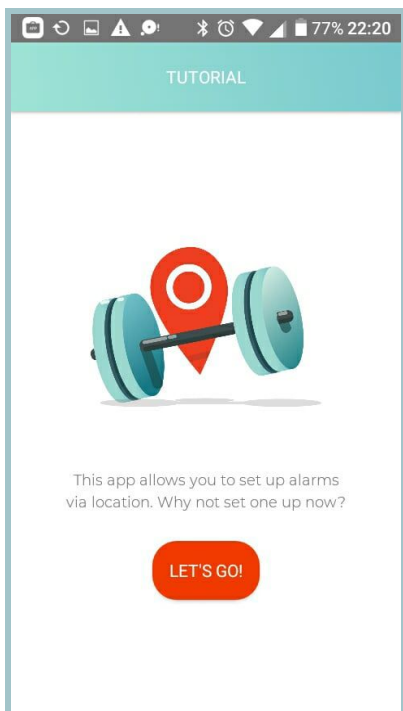 77% 22:20
TUTORIAL
This app allows you to set up alarms
via location. Why not set one up now?
LET'S GO!